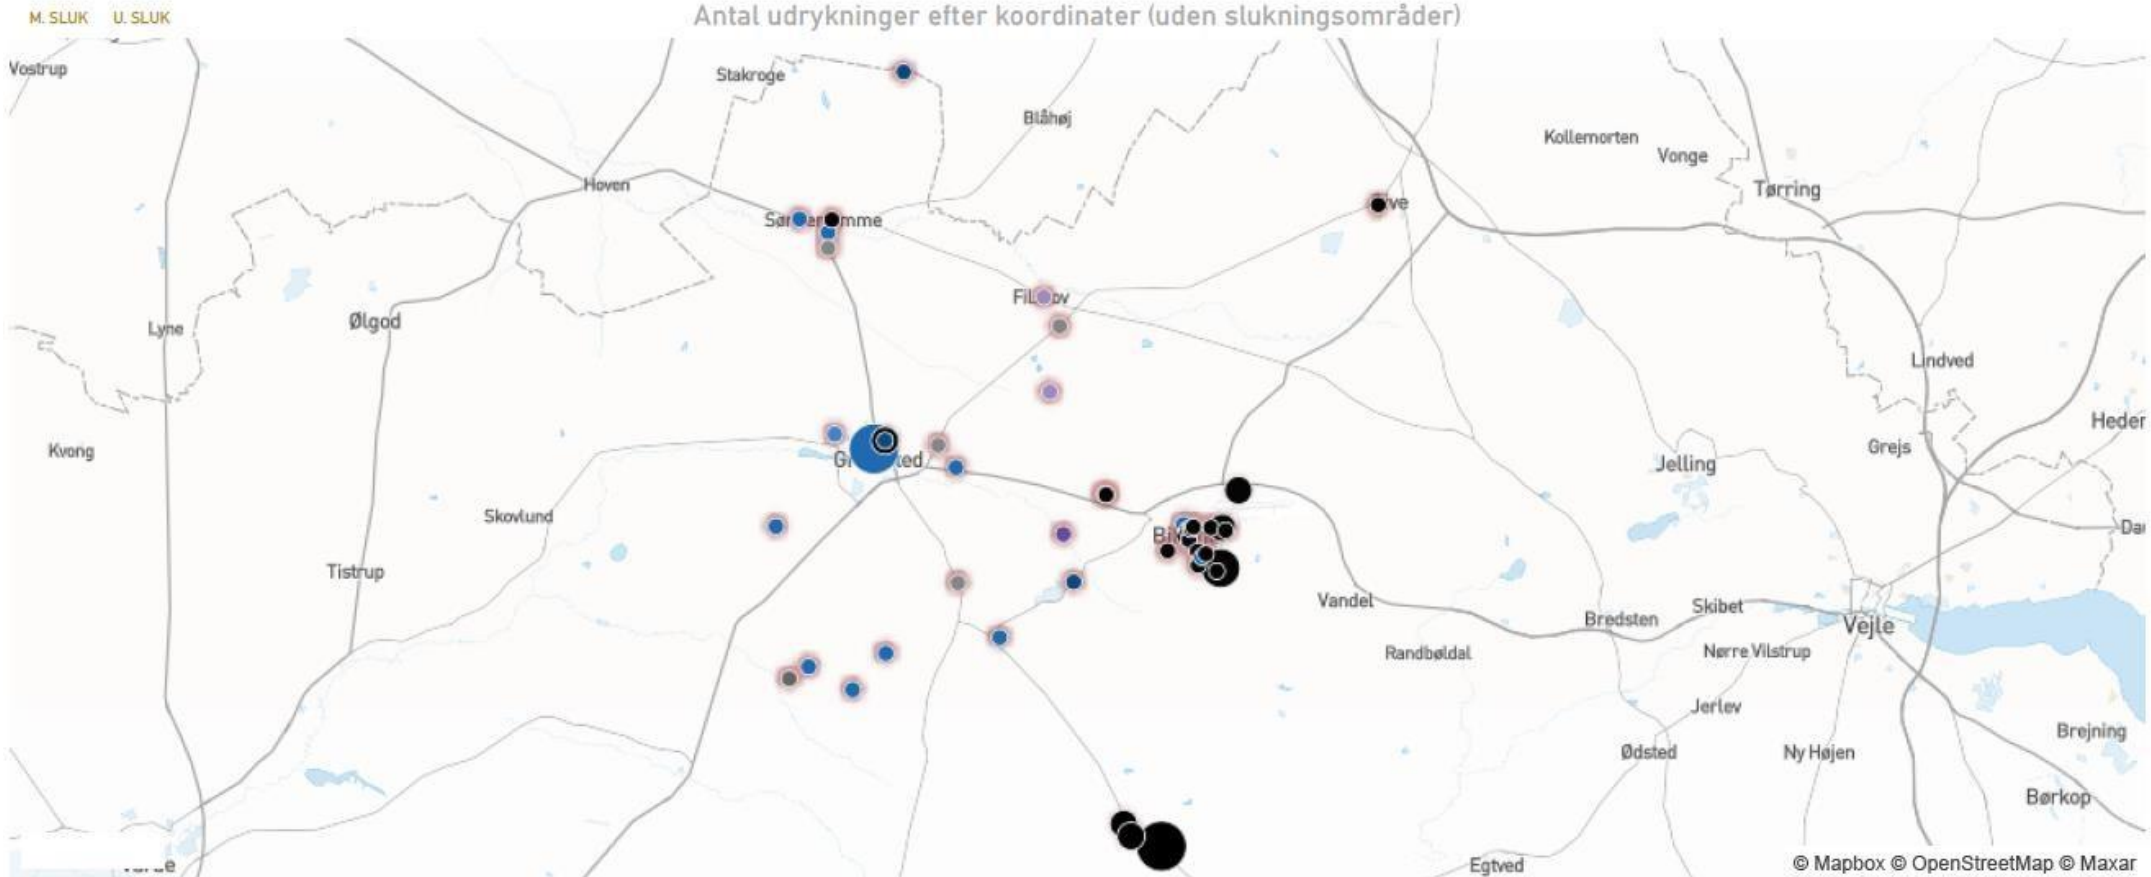 M. SLUK U. SLUK
Antal udrykninger efter koordinater (uden slukningsområder)
Vostrup
Stakroge
Blåhøj
Kollemorten
Vonge
Tørring
Hoven
Lyne
Ølgod
Lindved
Heden
Kvong
Grejs
Jelling
Skovlund
Tistrup
Vandel
Bredsten
Skibet
Vejle
Randbøldal
Nørre Vilstrup
Jerlev
Ødsted
Ny Højen
Brejning
Børkop
Egtved
© Mapbox © OpenStreetMap © Maxar